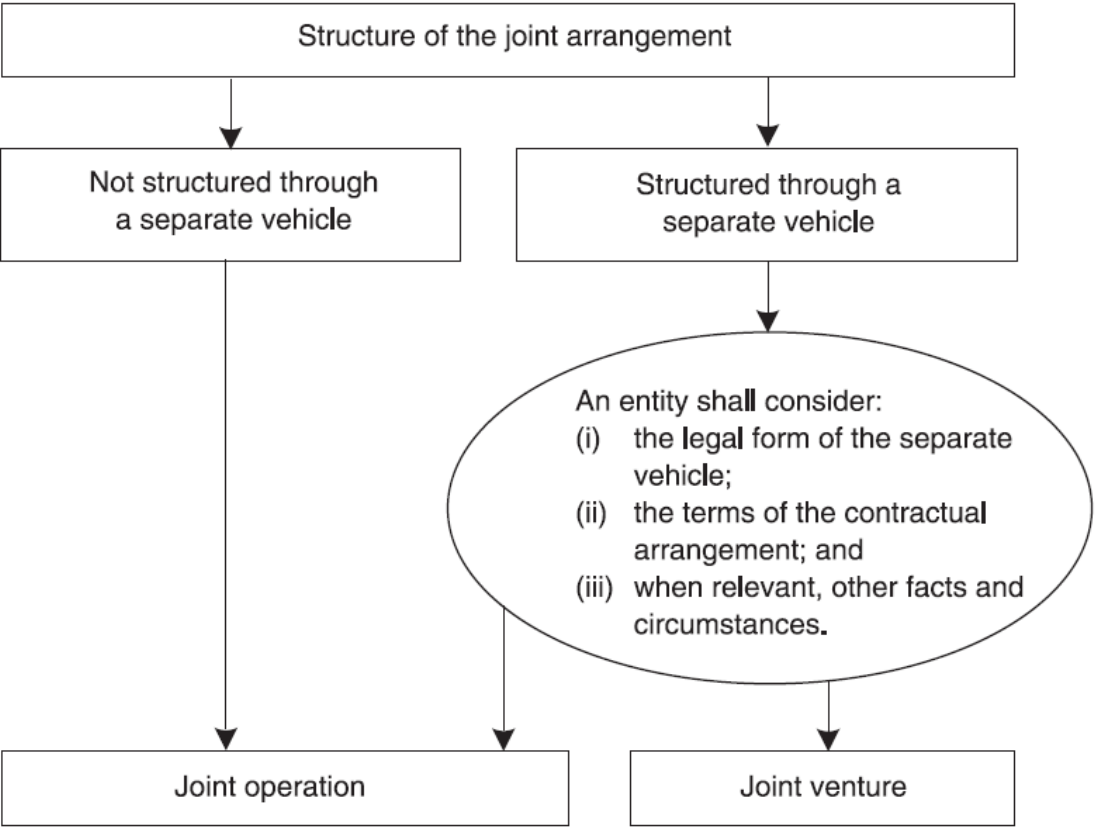 Structure of the joint arrangement
Not structured through
a separate vehicle
Structured through a
separate vehicle
An entity shall consider:
(i) the legal form of the separate
vehicle;
(ii) the terms of the contractual
arrangement; and
(iii) when relevant, other facts and
circumstances.
Joint operation
Joint venture